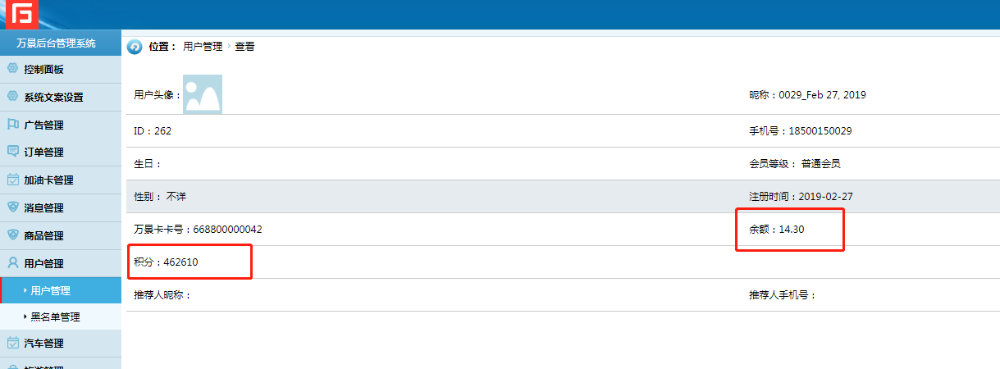 万景后台管理系统
位置： 用户管理 › 查看
控制面板
系统文案设置
广告管理
订单管理
加油卡管理
消息管理
商品管理
用户管理
用户管理
黑名单管理
汽车管理
用户头像：
昵称：0029_Feb 27, 2019
ID：262
手机号：18500150029
生日：
会员等级： 普通会员
性别： 不详
注册时间：2019-02-27
万景卡卡号：668800000042
余额：14.30
积分：462610
推荐人昵称：
推荐人手机号：